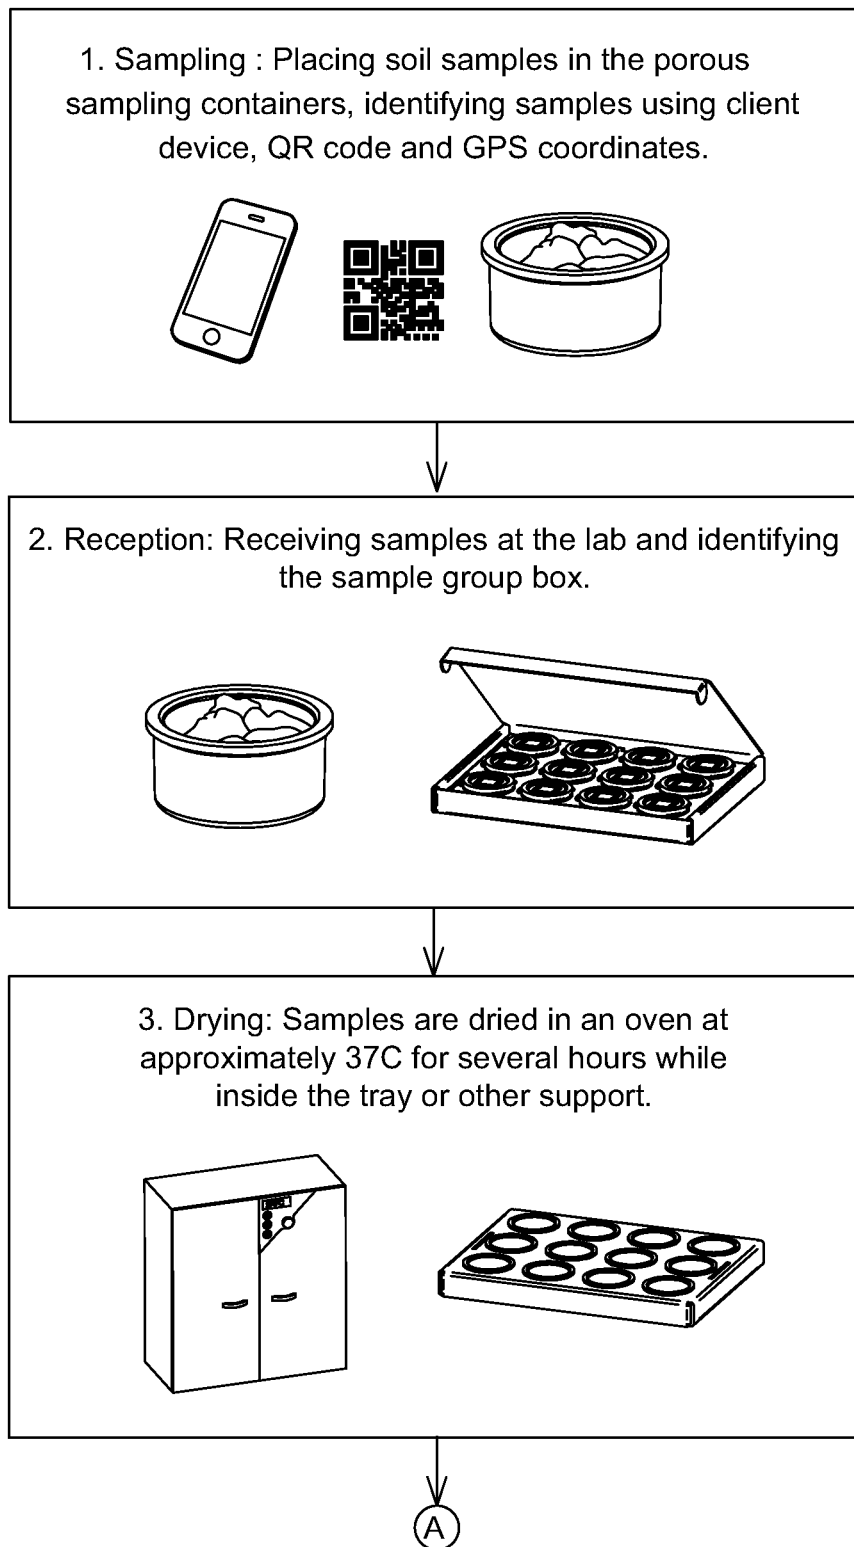 1. Sampling : Placing soil samples in the porous
sampling containers, identifying samples using client
device, QR code and GPS coordinates.
2. Reception: Receiving samples at the lab and identifying
the sample group box.
3. Drying: Samples are dried in an oven at
approximately 37C for several hours while
inside the tray or other support.
A